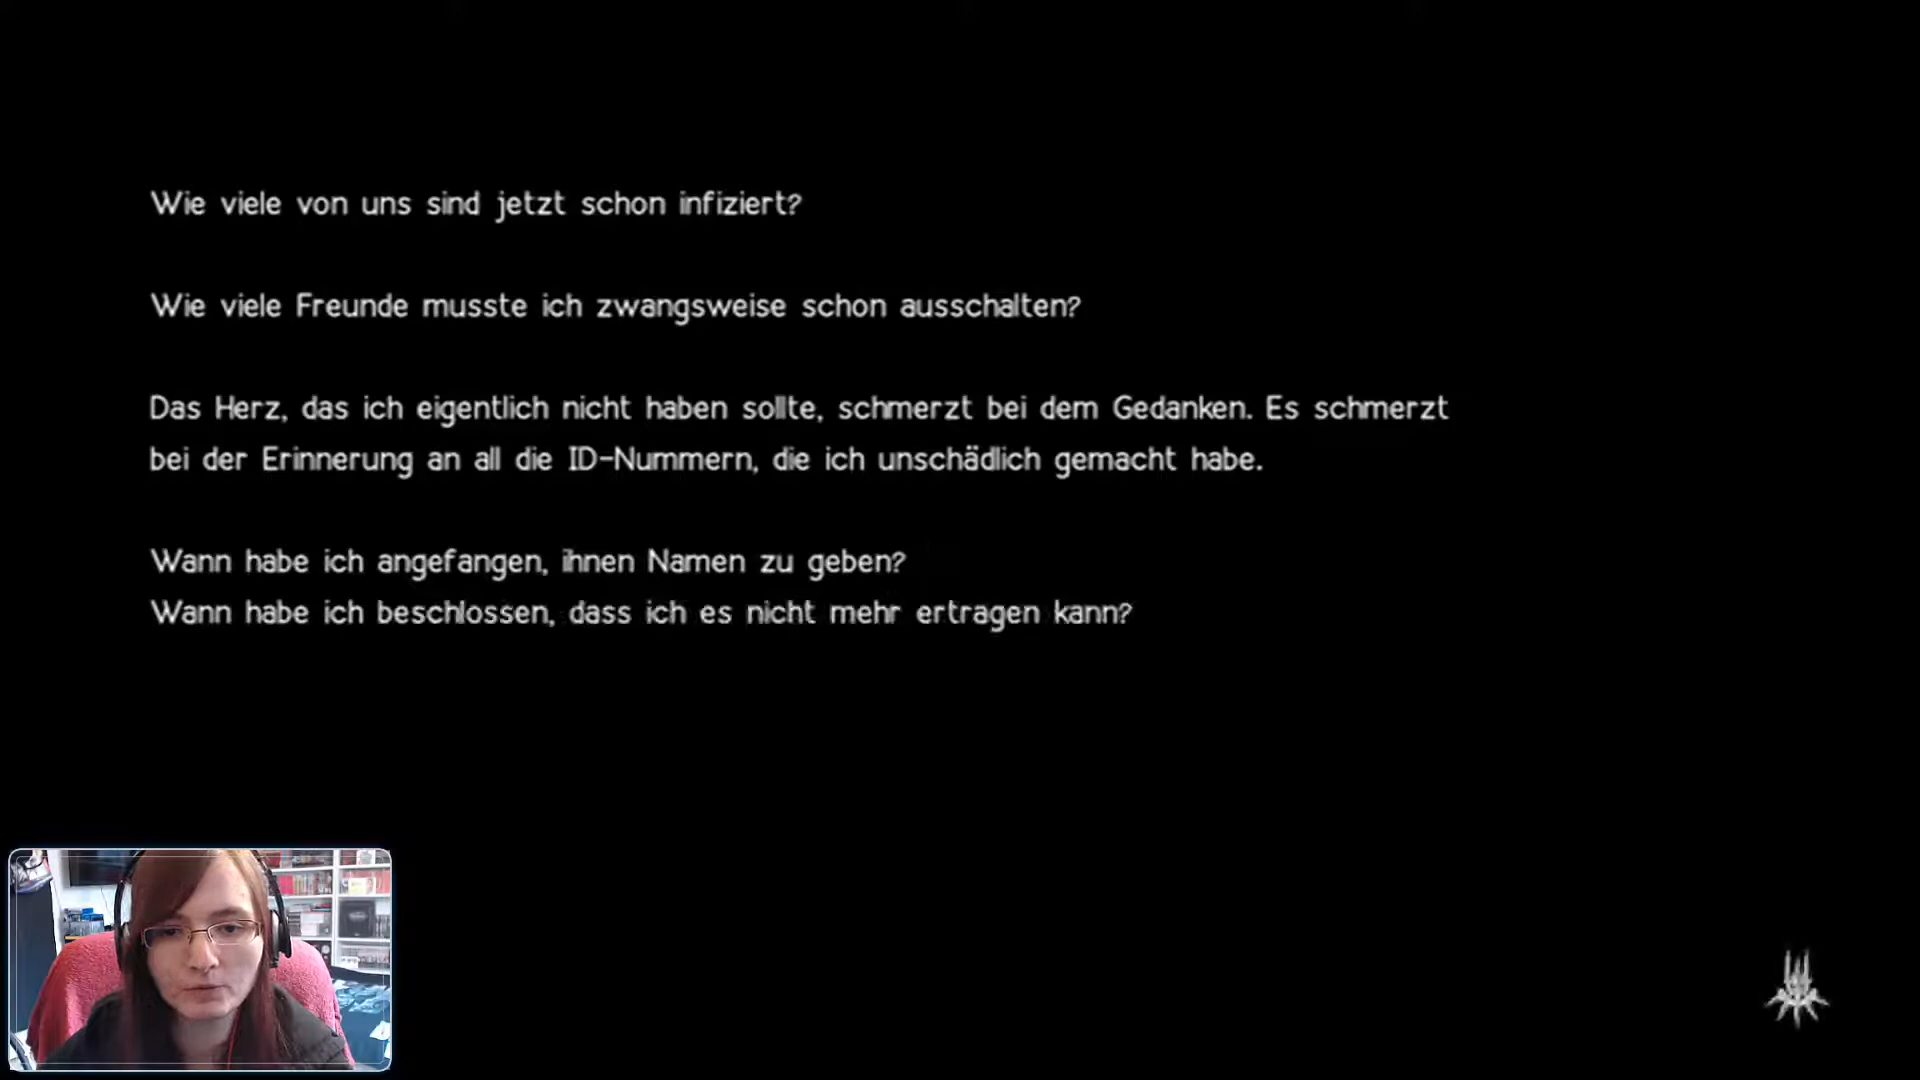 Wie viele von uns sind jetzt schon infiziert?
Wie viele Freunde musste ich zwangsweise schon ausschalten?
Das Herz, das ich eigentlich nicht haben sollte, schmerzt bei dem Gedanken. Es schmerzt
bei der Erinnerung an all die ID-Nummern, die ich unschädlich gemacht habe.
Wann habe ich angefangen, ihnen Namen zu geben?
Wann habe ich beschlossen, dass ich es nicht mehr ertragen kann?